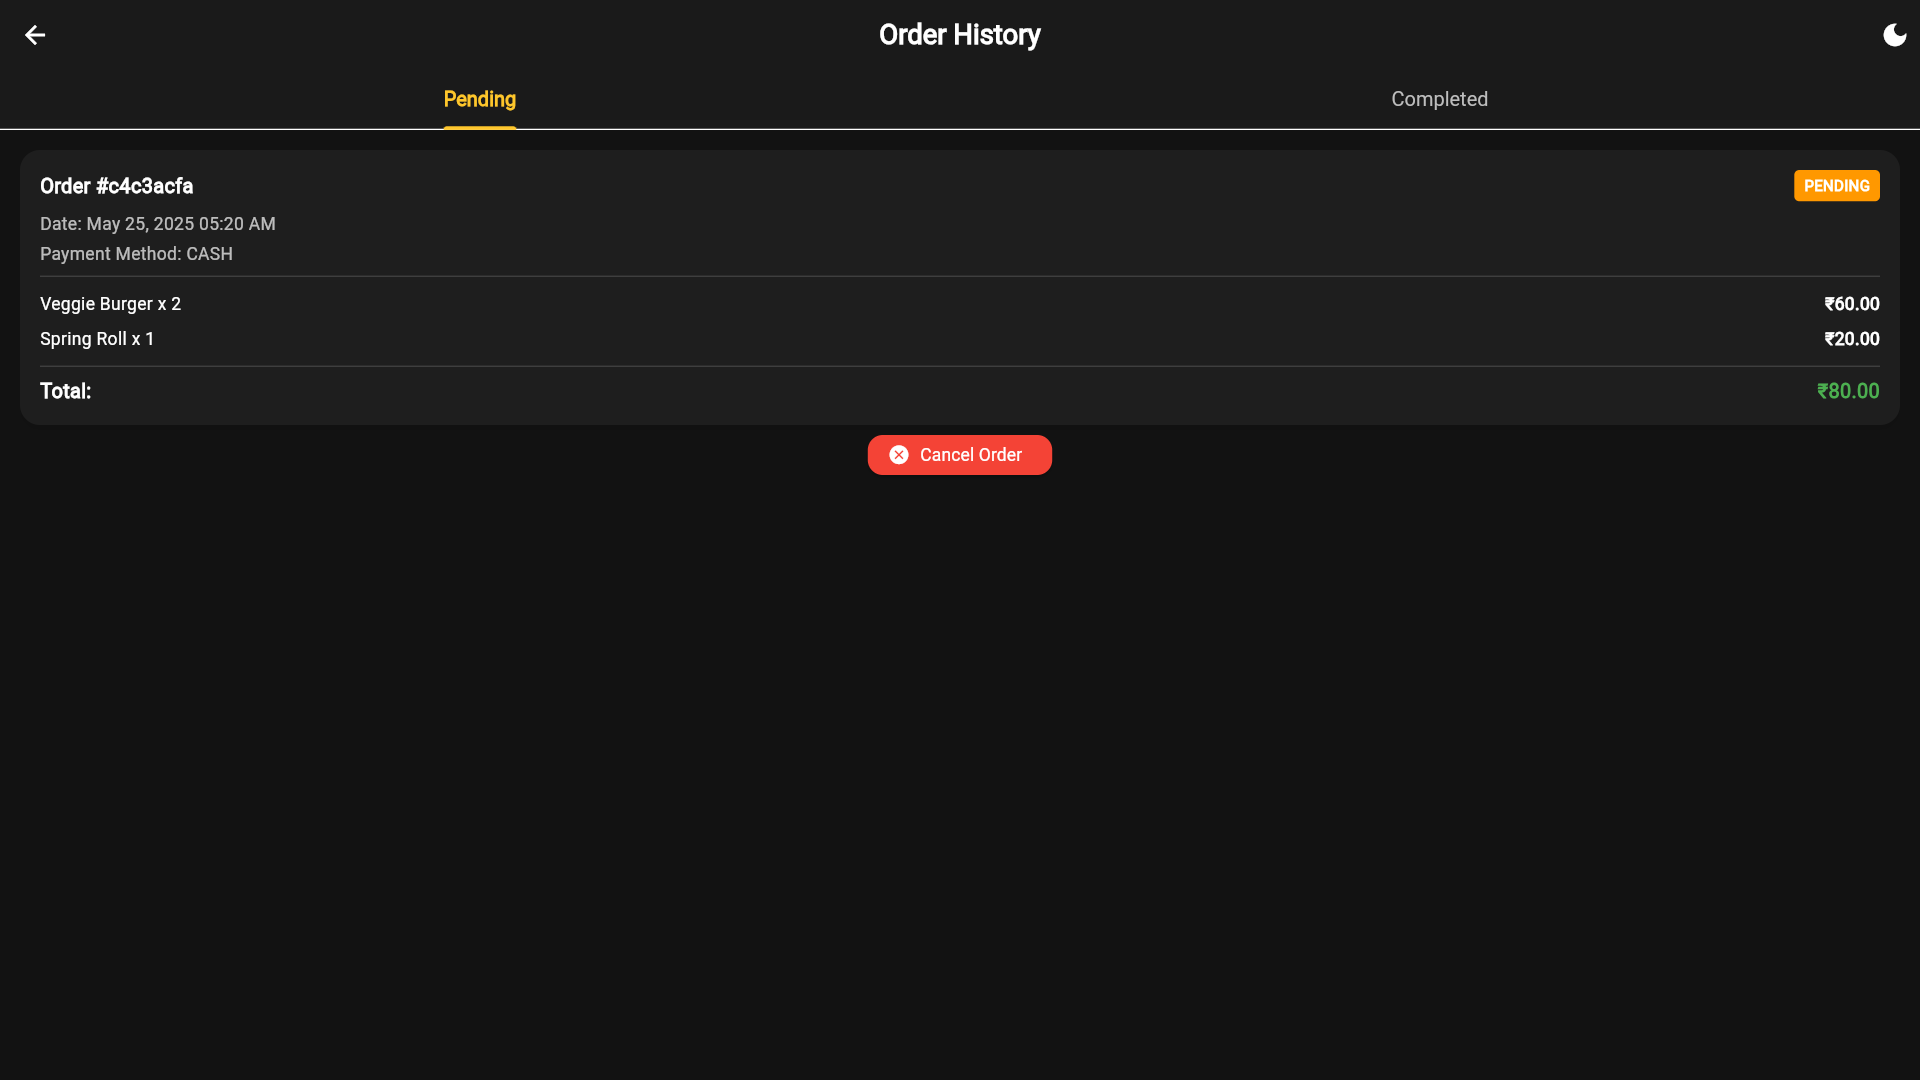 Order History
Pending
Completed
Order #c4c3acfa
PENDING
Date: May 25, 2025 05:20 AM
Payment Method: CASH
Veggie Burger x 2
₹60.00
Spring Roll x 1
₹20.00
Total:
₹80.00
Cancel Order